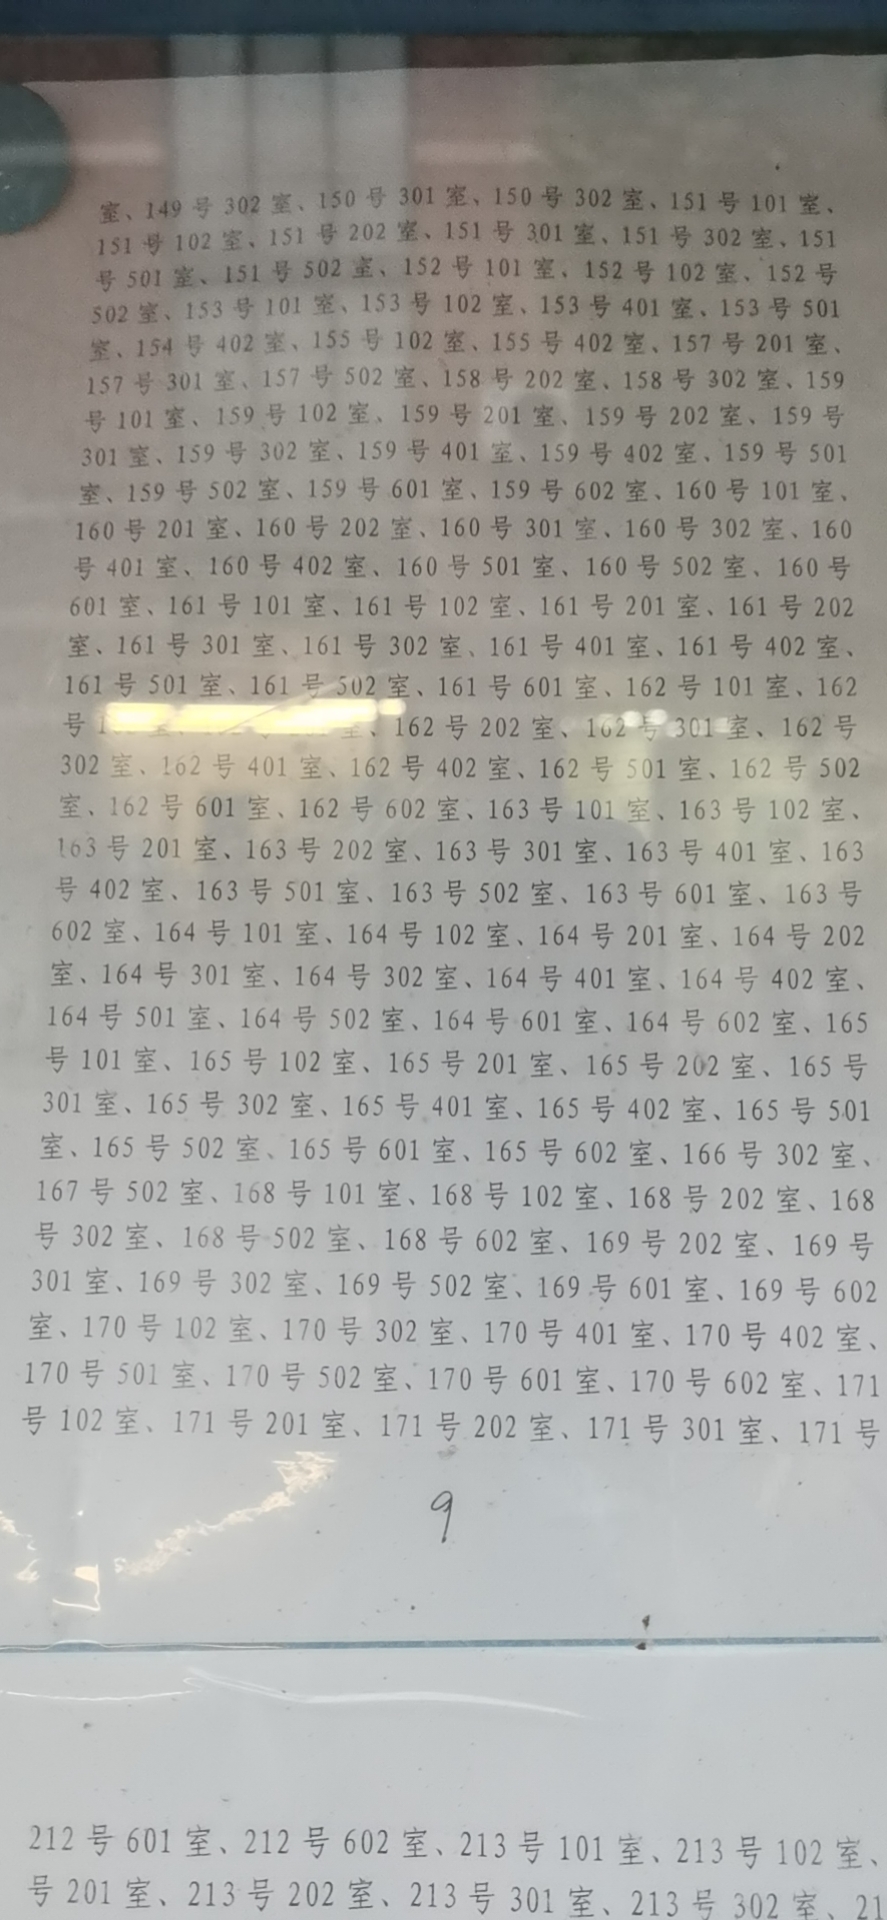 室、149号302室、150号301室、150号302室、151号101室、
151号102室、151号202室、151号301室、151号302室、151
号501室、151号502室、152号101室、152号102室、152号
502室、153号101室、153号102室、153号401室、153号501
室、154号402室、155号102室、155号402室、157号201室、
157号301室、157号502室、158号202室、158号302室、159
号101室、159号102室、159号201室、159号202室、159号
301室、159号302室、159号401室、159号402室、159号501
室、159号502室、159号601室、159号602室、160号101室、
160号201室、160号202室、160号301室、160号302室、160
号401室、160号402室、160号501室、160号502室、160号
601室、161号101室、161号102室、161号201室、161号202
室、161号301室、161号302室、161号401室、161号402室、
161号501室、161号502室、161号601室、162号101室、162
号 室、162号202室、162号301室、162号
302室、162号401室、162号402室、162号501室、162号502
室、162号601室、162号602室、163号101室、163号102室、
163号201室、163号202室、163号301室、163号401室、163
号402室、163号501室、163号502室、163号601室、163号
602室、164号101室、164号102室、164号201室、164号202
室、164号301室、164号302室、164号401室、164号402室、
164号501室、164号502室、164号601室、164号602室、165
号101室、165号102室、165号201室、165号202室、165号
301室、165号302室、165号401室、165号402室、165号501
室、165号502室、165号601室、165号602室、166号302室、
167号502室、168号101室、168号102室、168号202室、168
号302室、168号502室、168号602室、169号202室、169号
301室、169号302室、169号502室、169号601室、169号602
室、170号102室、170号302室、170号401室、170号402室、
170号501室、170号502室、170号601室、170号602室、171
号102室、171号201室、171号202室、171号301室、171号
9
212号601室、212号602室、213号101室、213号102室、
号201室、213号202室、213号301室、213号302室、21